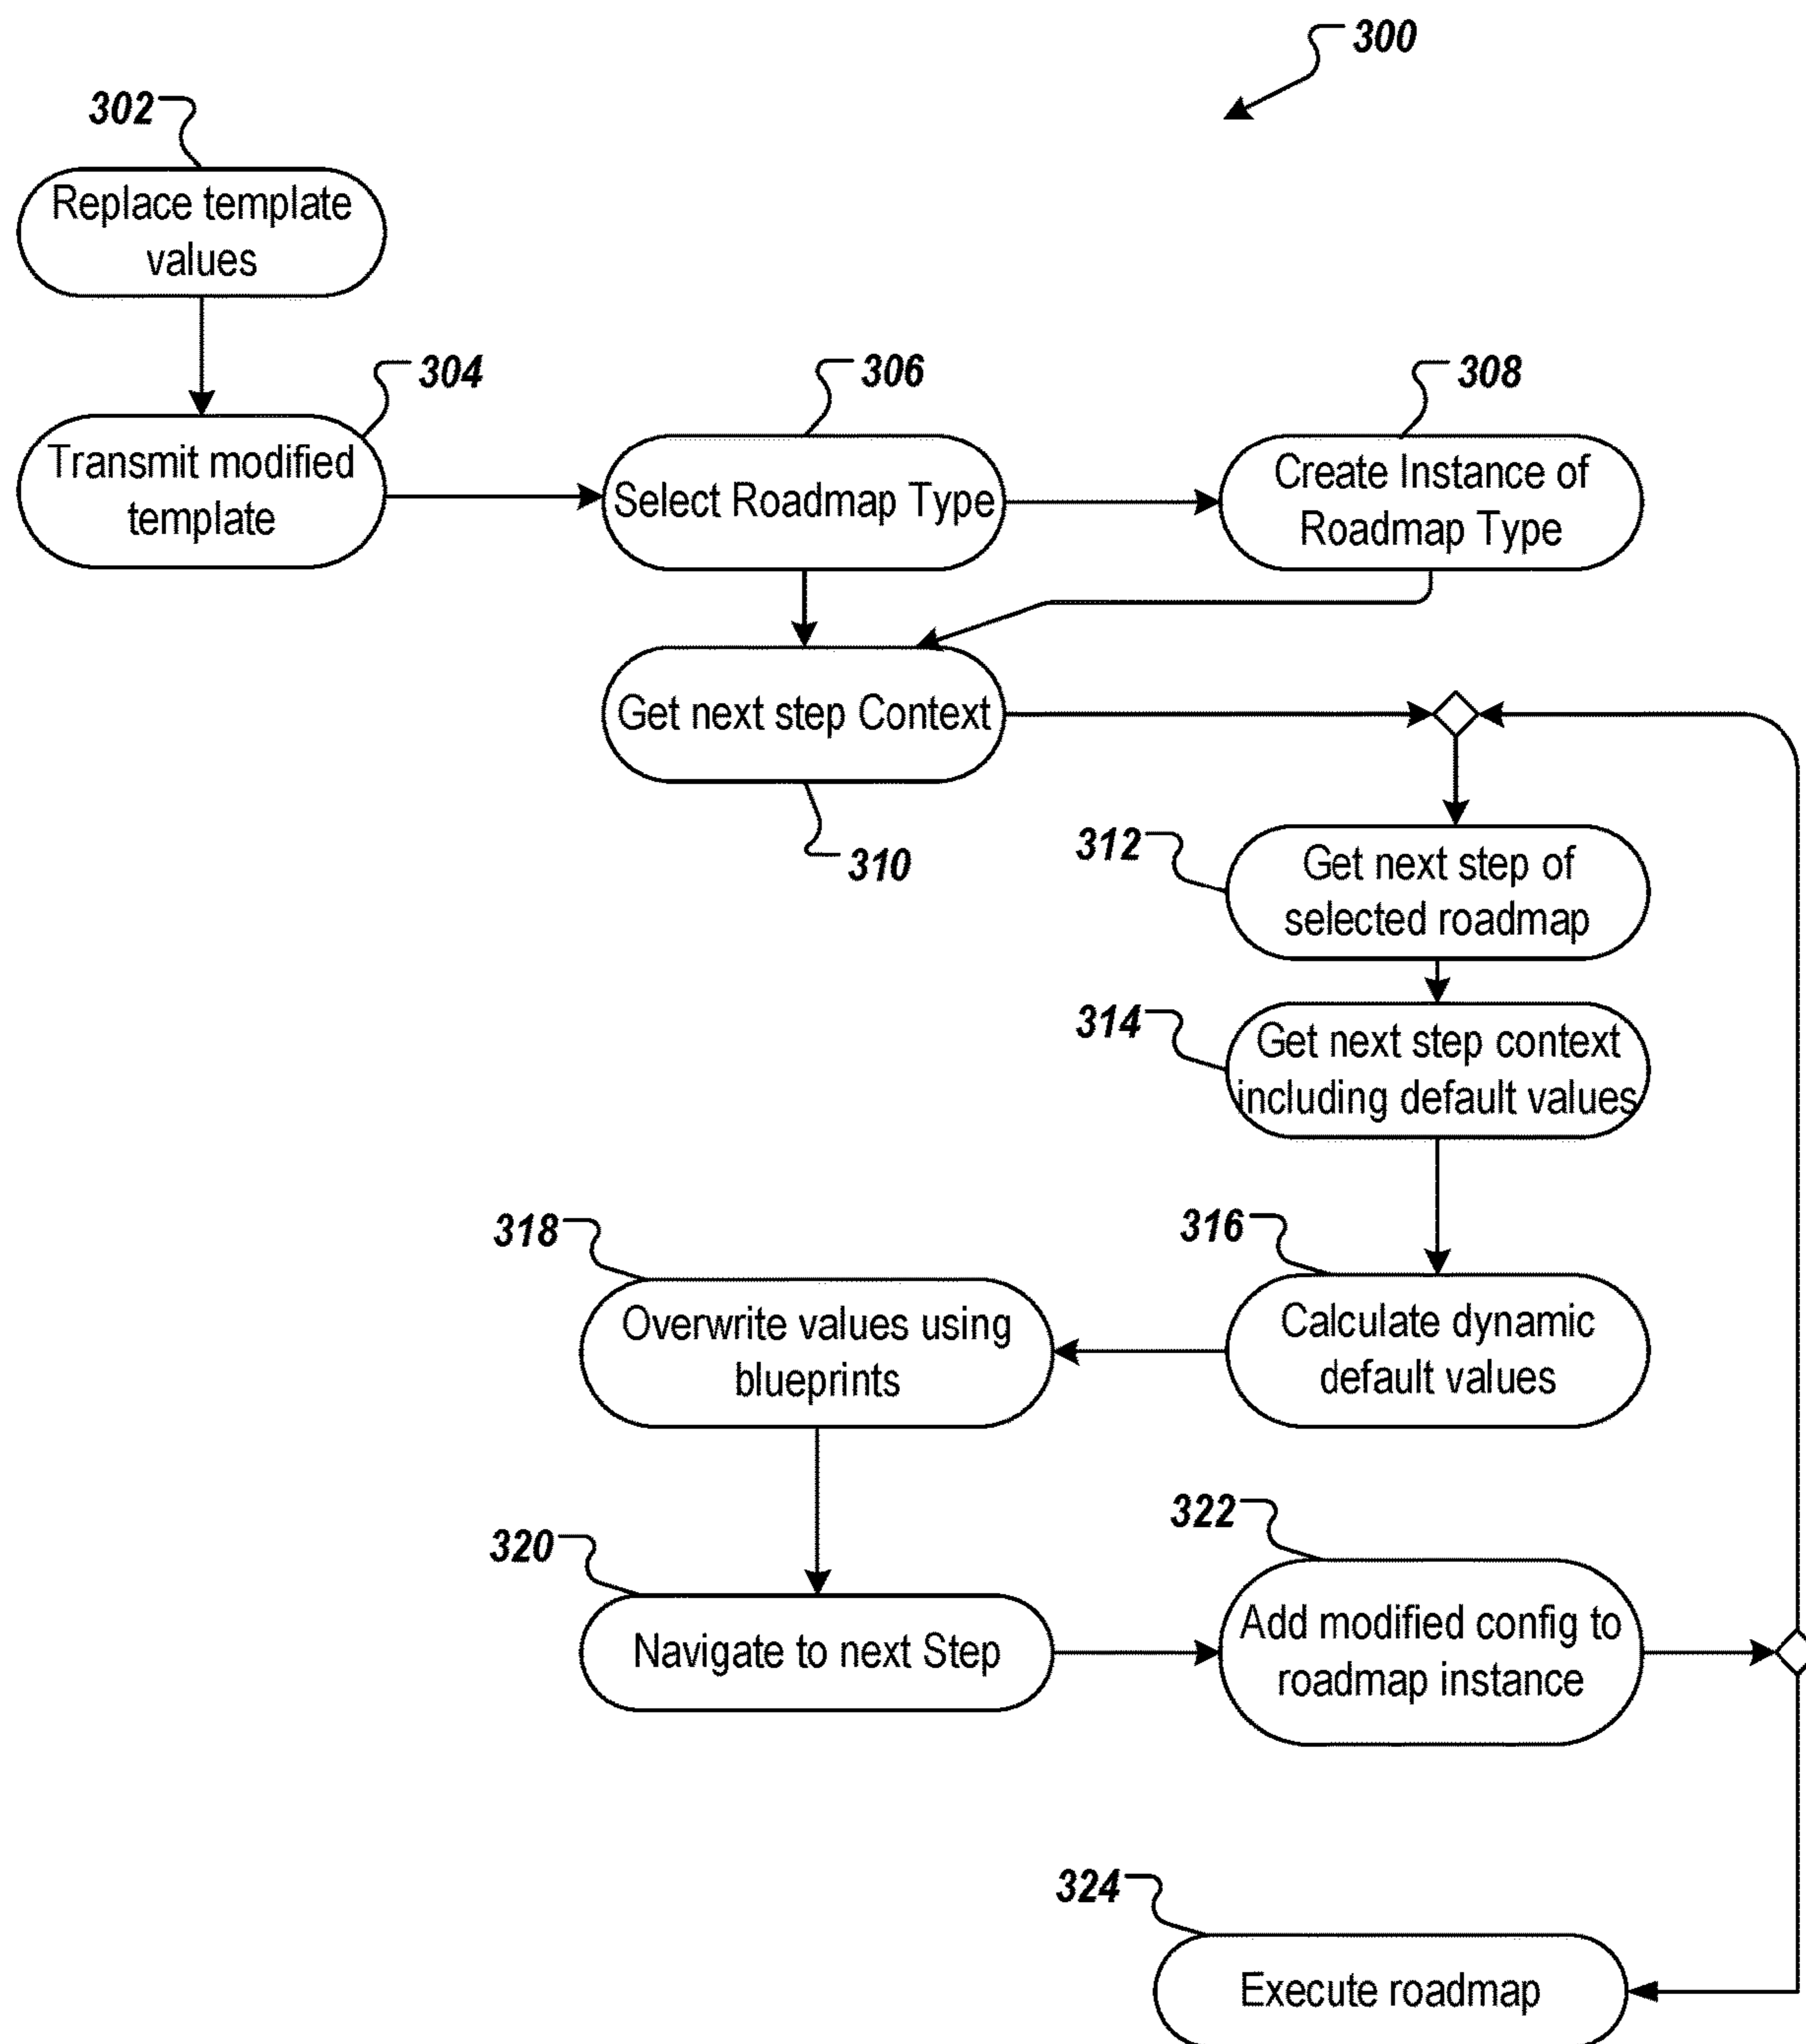 300
302
Replace template
values
304
Transmit modified
template
306
Select Roadmap Type
308
Create Instance of
Roadmap Type
Get next step Context
310
312
Get next step of
selected roadmap
314
Get next step context
including default values
316
Calculate dynamic
default values
318
Overwrite values using
blueprints
320
Navigate to next Step
322
Add modified config to
roadmap instance
324
Execute roadmap